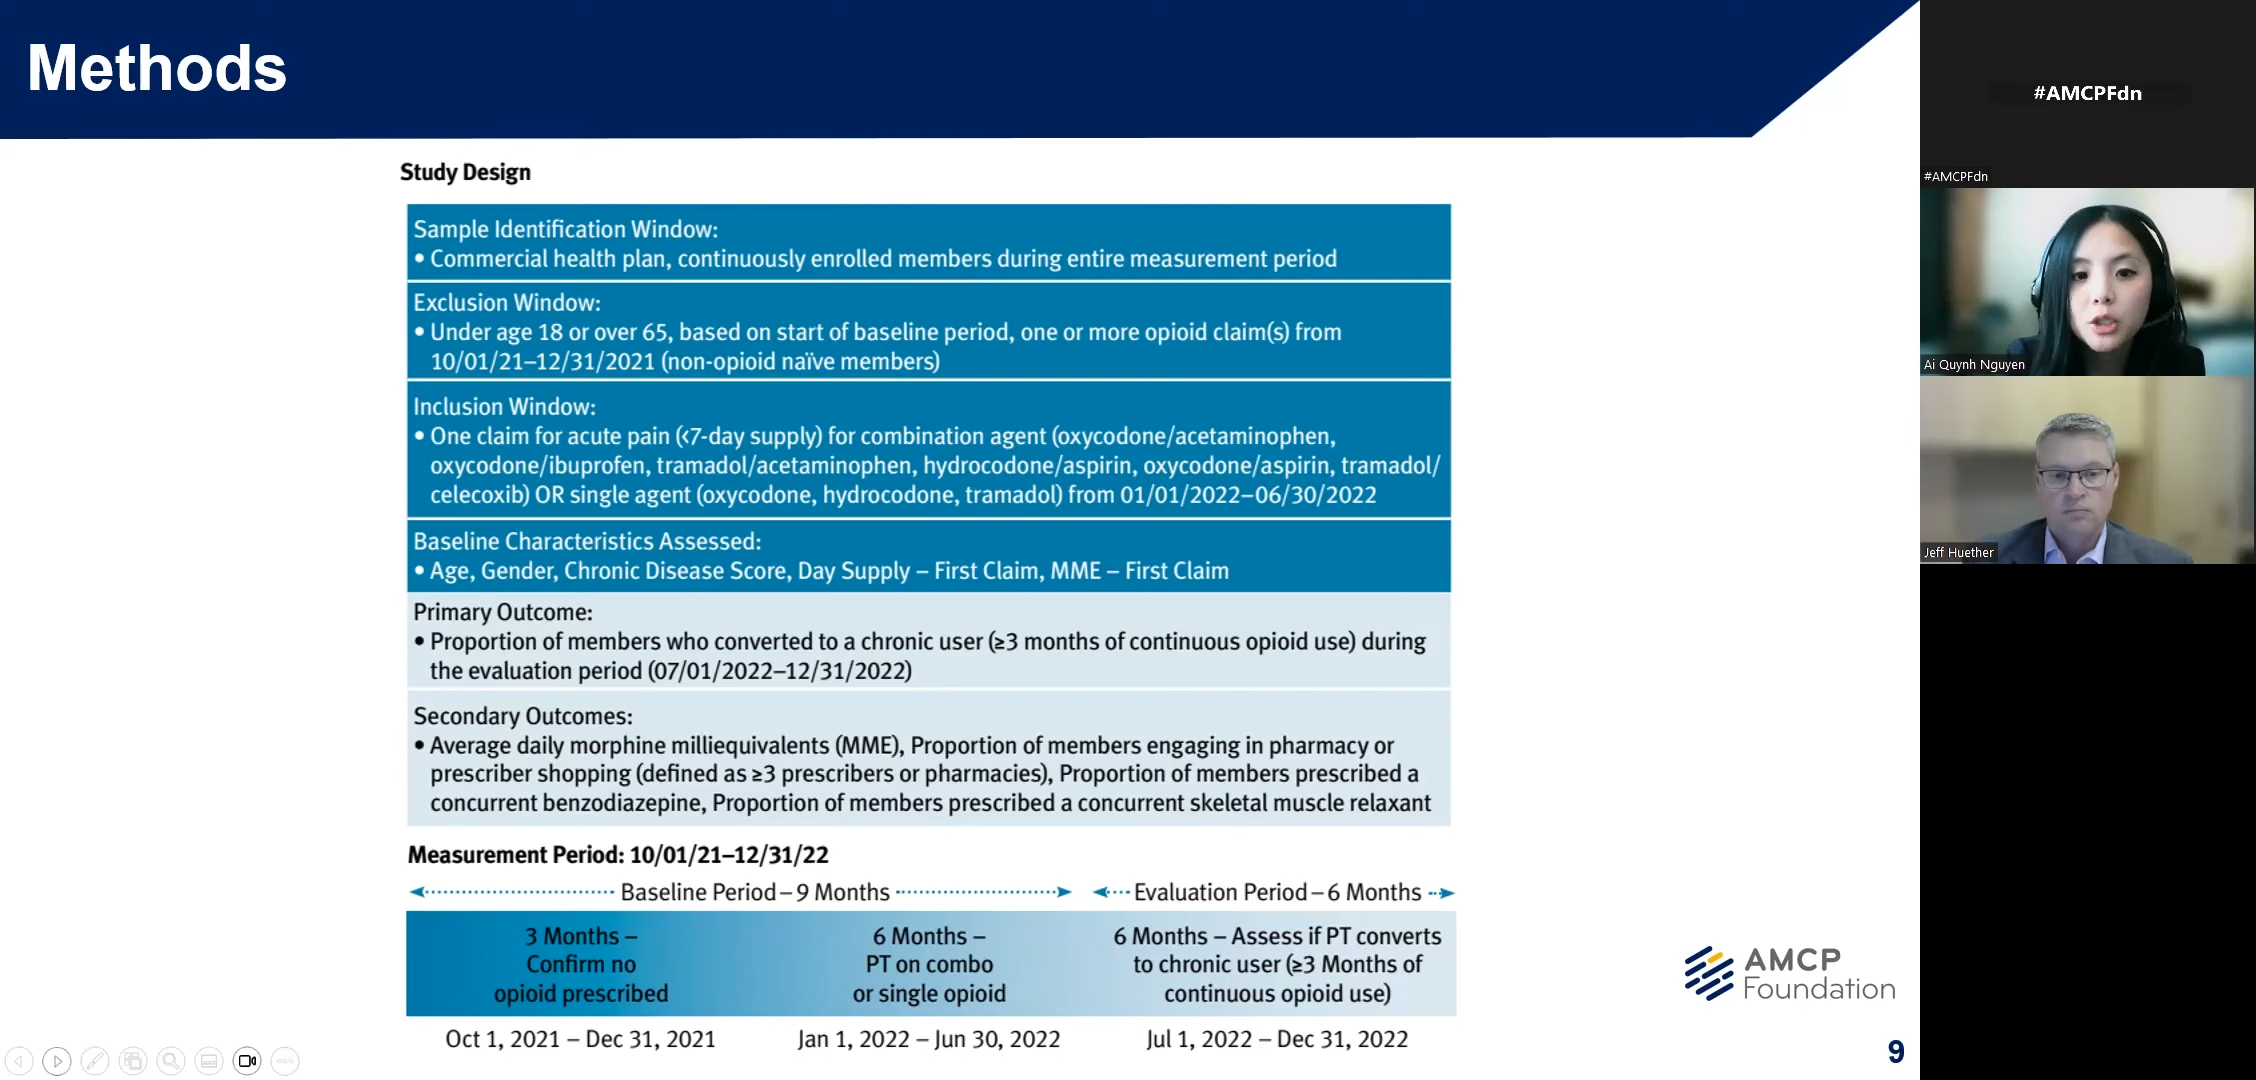 Methods
Study Design
Sample Identification Window:
• Commercial health plan, continuously enrolled members during entire measurement period
Exclusion Window:
• Under age 18 or over 65, based on start of baseline period, one or more opioid claim(s) from
10/01/21–12/31/2021 (non-opioid naïve members)
Inclusion Window:
• One claim for acute pain (<7-day supply) for combination agent (oxycodone/acetaminophen,
oxycodone/ibuprofen, tramadol/acetaminophen, hydrocodone/aspirin, oxycodone/aspirin, tramadol/
celecoxib) OR single agent (oxycodone, hydrocodone, tramadol) from 01/01/2022–06/30/2022
Baseline Characteristics Assessed:
• Age, Gender, Chronic Disease Score, Day Supply – First Claim, MME – First Claim
Primary Outcome:
• Proportion of members who converted to a chronic user (≥3 months of continuous opioid use) during
the evaluation period (07/01/2022–12/31/2022)
Secondary Outcomes:
• Average daily morphine milliequivalents (MME), Proportion of members engaging in pharmacy or
prescriber shopping (defined as ≥3 prescribers or pharmacies), Proportion of members prescribed a
concurrent benzodiazepine, Proportion of members prescribed a concurrent skeletal muscle relaxant
Measurement Period: 10/01/21–12/31/22
Baseline Period – 9 Months
Evaluation Period – 6 Months
3 Months –
Confirm no
opioid prescribed
6 Months –
PT on combo
or single opioid
6 Months – Assess if PT converts
to chronic user (≥3 Months of
continuous opioid use)
Oct 1, 2021 – Dec 31, 2021
Jan 1, 2022 – Jun 30, 2022
Jul 1, 2022 – Dec 31, 2022
AMCP
Foundation
9
#AMCPFdn
#AMCPFdn
Ai Quynh Nguyen
Jeff Huether